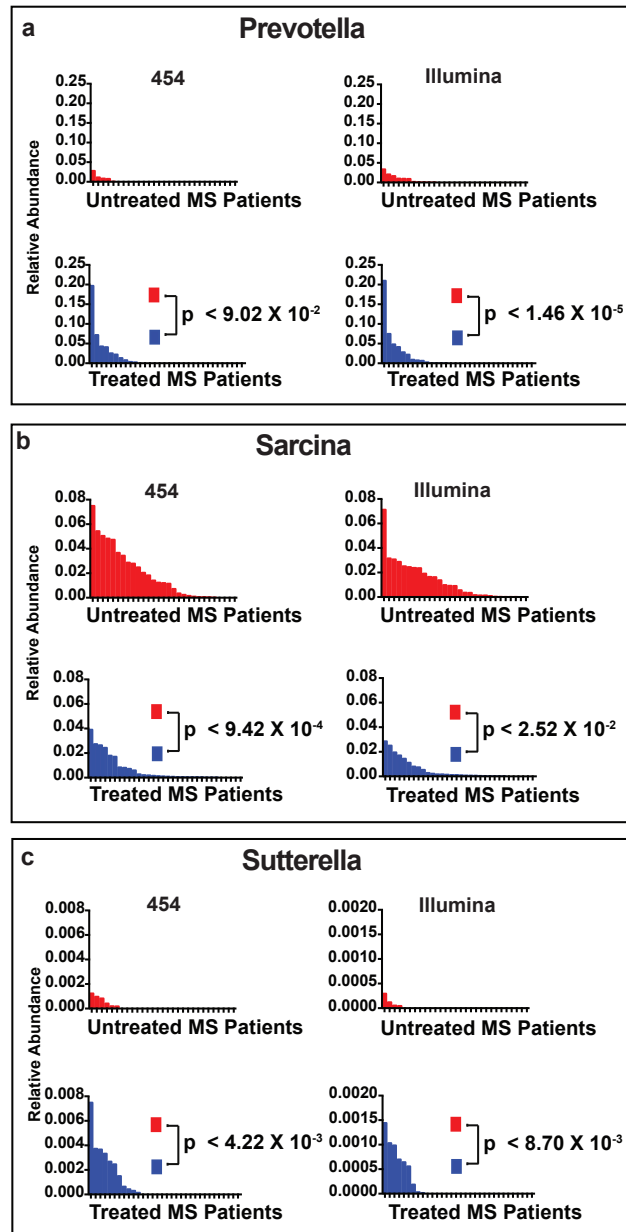 a
Prevotella
454
Illumina
Relative Abundance
0.25
0.20
0.15
0.10
0.05
0.00
Untreated MS Patients
0.25
0.20
0.15
0.10
0.05
0.00
Untreated MS Patients
0.25
0.20
0.15
0.10
0.05
0.00
p < 9.02 X 10-2
Treated MS Patients
0.25
0.20
0.15
0.10
0.05
0.00
p < 1.46 X 10-5
Treated MS Patients
b
Sarcina
454
Illumina
Relative Abundance
0.08
0.06
0.04
0.02
0.00
Untreated MS Patients
0.08
0.06
0.04
0.02
0.00
Untreated MS Patients
0.08
0.06
0.04
0.02
0.00
p < 9.42 X 10-4
Treated MS Patients
0.08
0.06
0.04
0.02
0.00
p < 2.52 X 10-2
Treated MS Patients
c
Sutterella
454
Illumina
Relative Abundance
0.008
0.006
0.004
0.002
0.000
Untreated MS Patients
0.0020
0.0015
0.0010
0.0005
0.0000
Untreated MS Patients
0.008
0.006
0.004
0.002
0.000
p < 4.22 X 10-3
Treated MS Patients
0.0020
0.0015
0.0010
0.0005
0.0000
p < 8.70 X 10-3
Treated MS Patients